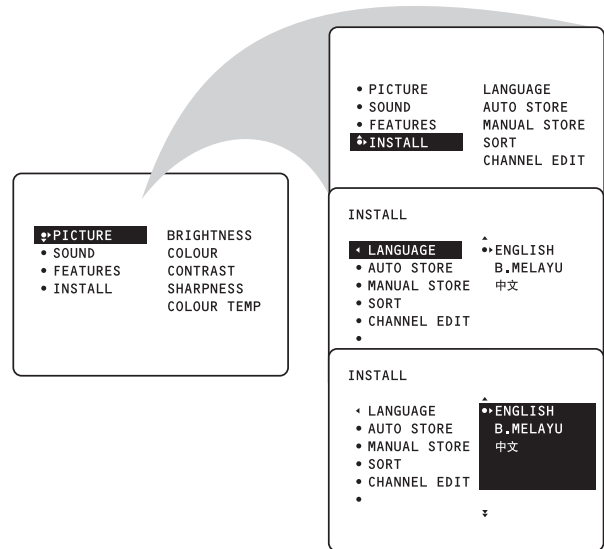 • PICTURE LANGUAGE
• SOUND AUTO STORE
• FEATURES MANUAL STORE
INSTALL SORT
CHANNEL EDIT
PICTURE BRIGHTNESS
• SOUND COLOUR
• FEATURES CONTRAST
• INSTALL SHARPNESS
COLOUR TEMP
INSTALL
LANGUAGE ENGLISH
• AUTO STORE B.MELAYU
• MANUAL STORE 中文
• SORT
• CHANNEL EDIT
•
INSTALL
LANGUAGE ENGLISH
• AUTO STORE B.MELAYU
• MANUAL STORE 中文
• SORT
• CHANNEL EDIT
•